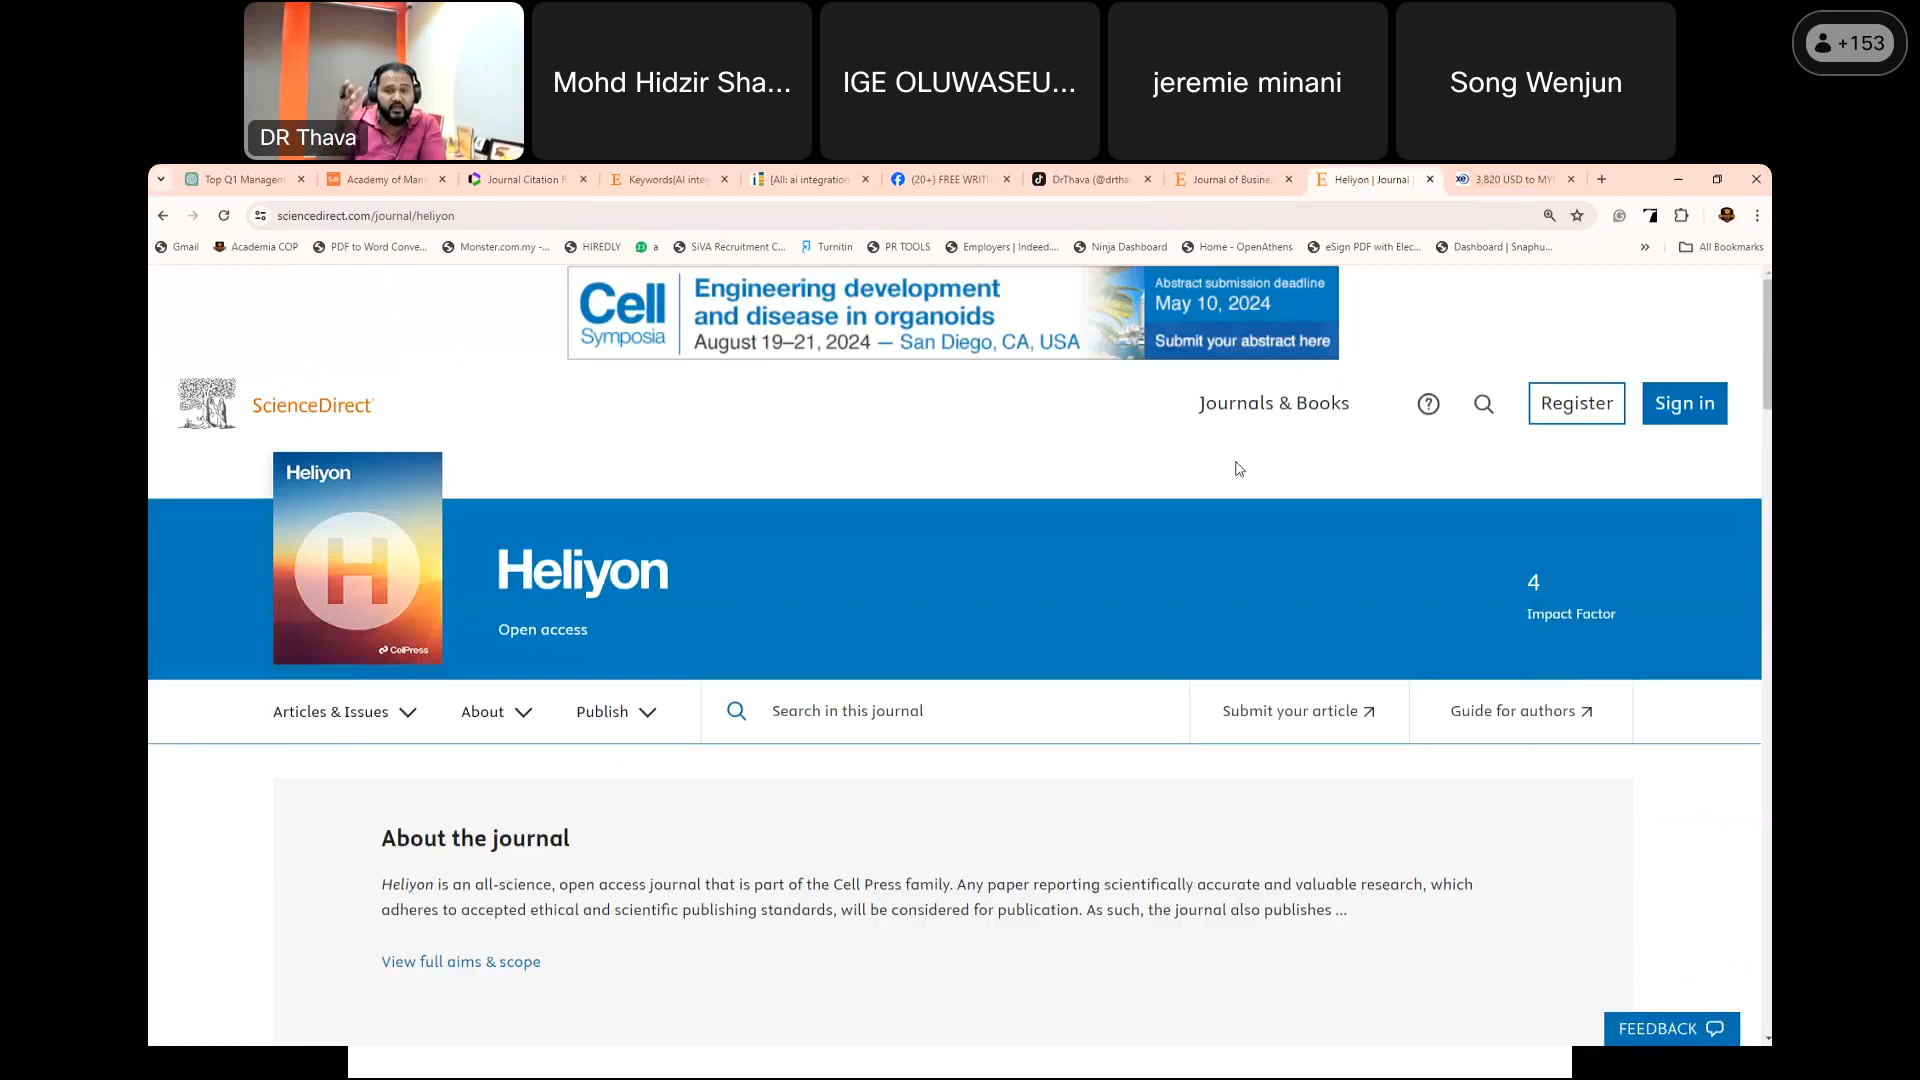 DR Thava
Mohd Hidzir Sha...
IGE OLUWASEU...
jeremie minani
Song Wenjun
+153
Top Q1 Managem
Academy of Man
Journal Citation R
Keywords(AI integ
[All: ai integration
(20+) FREE WRITI
DrThava (@drtha
Journal of Busine
Heliyon | Journal
3,820 USD to MY
sciencedirect.com/journal/heliyon
Gmail
Academia COP
PDF to Word Conve...
Monster.com.my -...
HIREDLY
a
SiVA Recruitment C...
Turnitin
PR TOOLS
Employers | Indeed....
Ninja Dashboard
Home - OpenAthens
eSign PDF with Elec...
Dashboard | Snaphu...
All Bookmarks
Cell
Symposia
Engineering development
and disease in organoids
August 19–21, 2024 — San Diego, CA, USA
Abstract submission deadline
May 10, 2024
Submit your abstract here
ScienceDirect
Journals & Books
Register
Sign in
Heliyon
H
CellPress
Heliyon
Open access
4
Impact Factor
Articles & Issues
About
Publish
Search in this journal
Submit your article
Guide for authors
About the journal
Heliyon is an all-science, open access journal that is part of the Cell Press family. Any paper reporting scientifically accurate and valuable research, which
adheres to accepted ethical and scientific publishing standards, will be considered for publication. As such, the journal also publishes ...
View full aims & scope
FEEDBACK